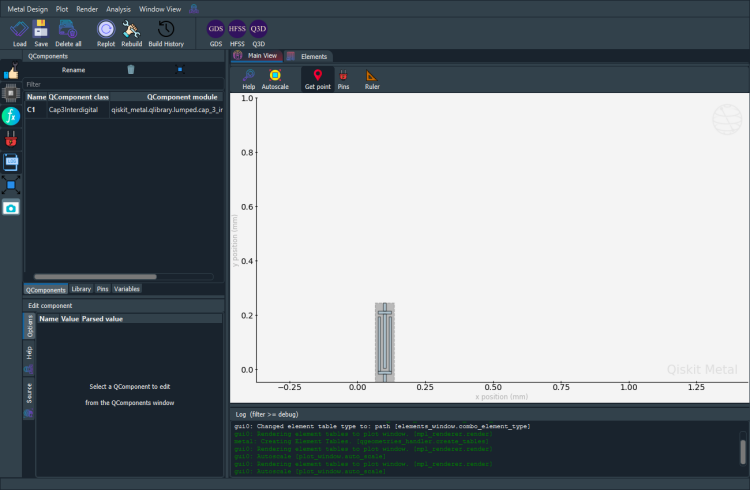 Metal Design Plot Render Analysis Window View
GDS HFSS Q3D
Load Save Delete all Replot Rebuild Build History GDS HFSS Q3D
QComponents
Rename
Filter
Name QComponent class QComponent module
C1 Cap3Interdigital qiskit_metal.qlibrary.lumped.cap_3_in
QComponents Library Pins Variables
Edit component
Options
Help
Source
Name Value Parsed value
Select a QComponent to edit
from the QComponents window
Main View Elements
Help Autoscale Get point Pins Ruler
1.0
0.8
0.6
0.4
0.2
0.0
y position (mm)
−0.25 0.00 0.25 0.50 0.75 1.00 1.25
x position (mm)
Qiskit Metal
Log (filter >= debug)
gui0: Changed element table type to: path [elements_window.combo_element_type]
gui0: Rendering element tables to plot window. [mpl_renderer.render]
metal: Creating Element Tables. [qgeometries_handler.create_tables]
gui0: Rendering element tables to plot window. [mpl_renderer.render]
gui0: Autoscale [plot_window.auto_scale]
gui0: Rendering element tables to plot window. [mpl_renderer.render]
gui0: Autoscale [plot_window.auto_scale]